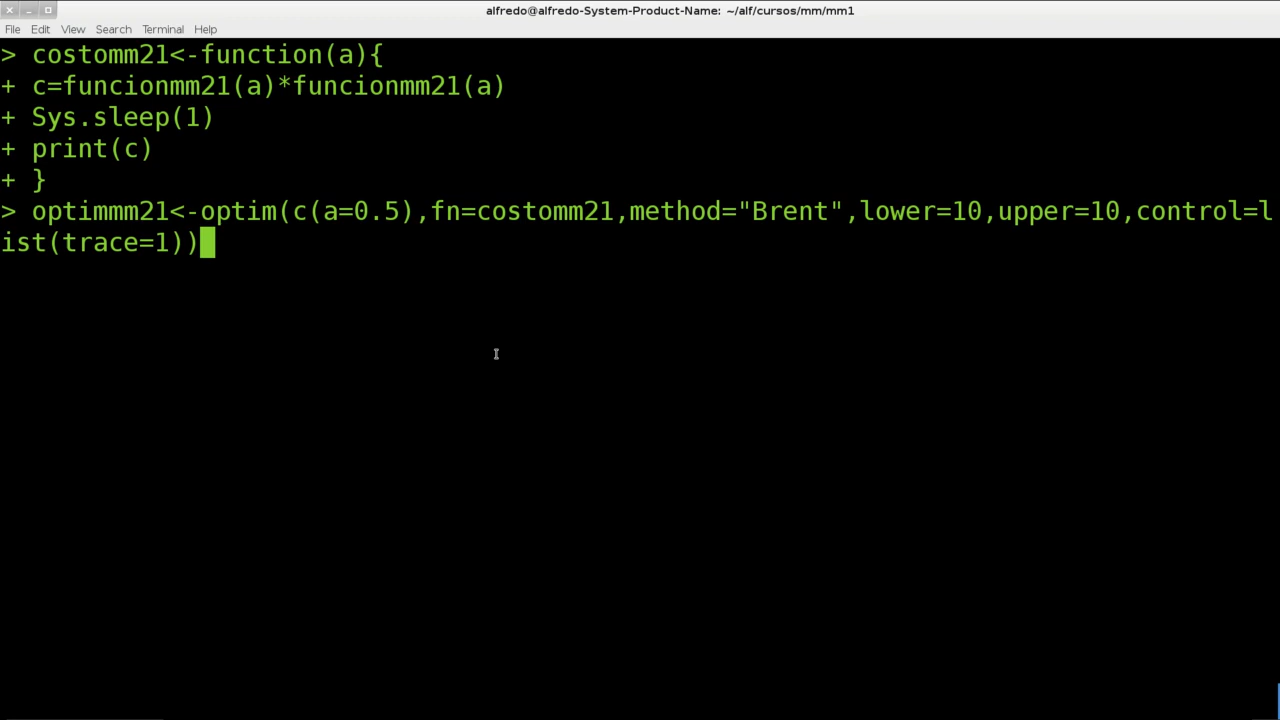 alfredo@alfredo-System-Product-Name: ~/alf/cursos/mm/mm1
File Edit View Search Terminal Help
> costomm21<-function(a){
+ c=funcionmm21(a)*funcionmm21(a)
+ Sys.sleep(1)
+ print(c)
+ }
> optimmm21<-optim(c(a=0.5),fn=costomm21,method="Brent",lower=10,upper=10,control=l
ist(trace=1))